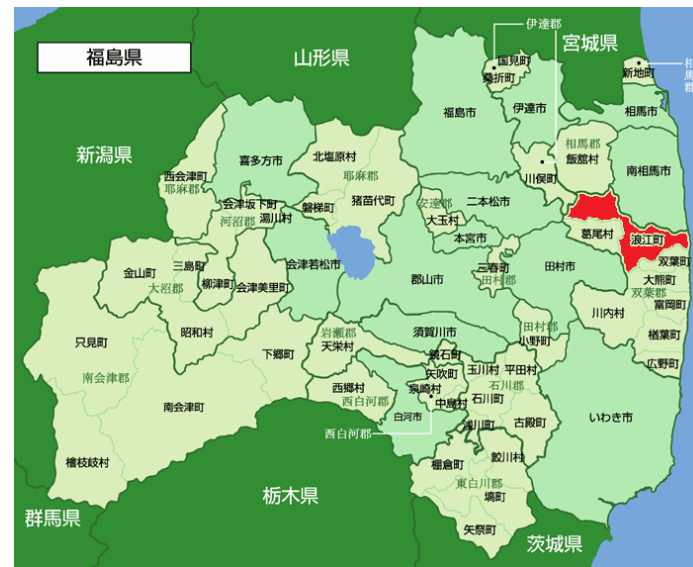 福島県
山形県
宮城県
新潟県
群馬県
栃木県
茨城県
伊達郡
国見町
桑折町
新地町
相馬郡
福島市
伊達市
相馬市
相馬郡
飯舘村
南相馬市
川俣町
喜多方市
北塩原村
耶麻郡
猪苗代町
磐梯町
西会津町
耶麻郡
会津坂下町
湯川村
河沼郡
安達郡
大玉村
二本松市
本宮市
葛尾村
浪江町
双葉町
大熊町
双葉郡
富岡町
楢葉町
広野町
川内村
田村市
三春町
田村郡
郡山市
会津若松市
金山町
三島町
大沼郡
柳津町
会津美里町
昭和村
只見町
南会津郡
南会津町
檜枝岐村
下郷町
岩瀬郡
天栄村
須賀川市
鏡石町
田村郡
小野町
矢吹町
玉川村
平田村
石川郡
石川町
泉崎村
中島村
西郷村
西白河郡
白河市
西白河郡
浅川町
古殿町
いわき市
棚倉町
鮫川村
東白川郡
塙町
矢祭町